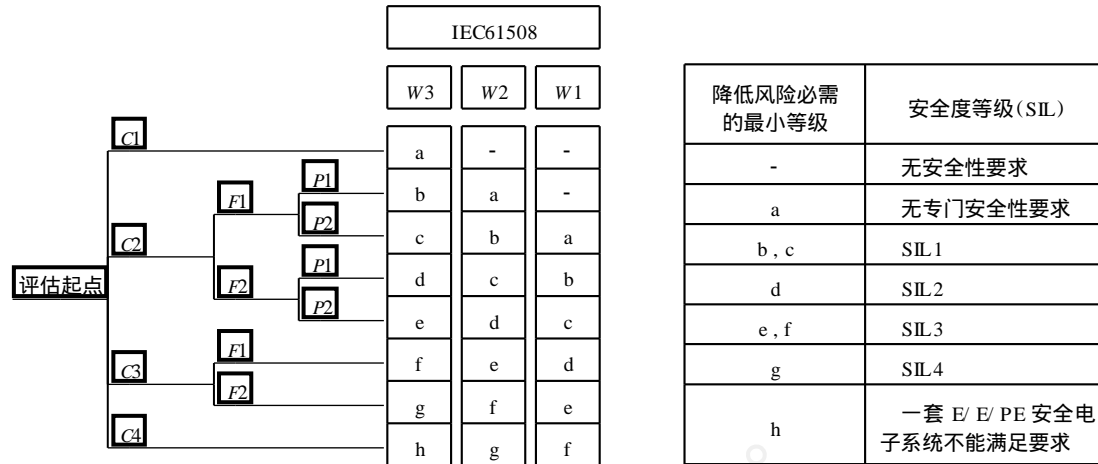 IEC61508
W3 W2 W1
C1
a - -
P1
F1
b a -
P2
C2
c b a
P1
评估起点
F2
d c b
P2
e d c
F1
C3
f e d
F2
g f e
C4
h g f
降低风险必需
的最小等级
安全度等级(SIL)
- 无安全性要求
a 无专门安全性要求
b , c SIL1
d SIL2
e , f SIL3
g SIL4
h
一套 E/ E/ PE 安全电
子系统不能满足要求